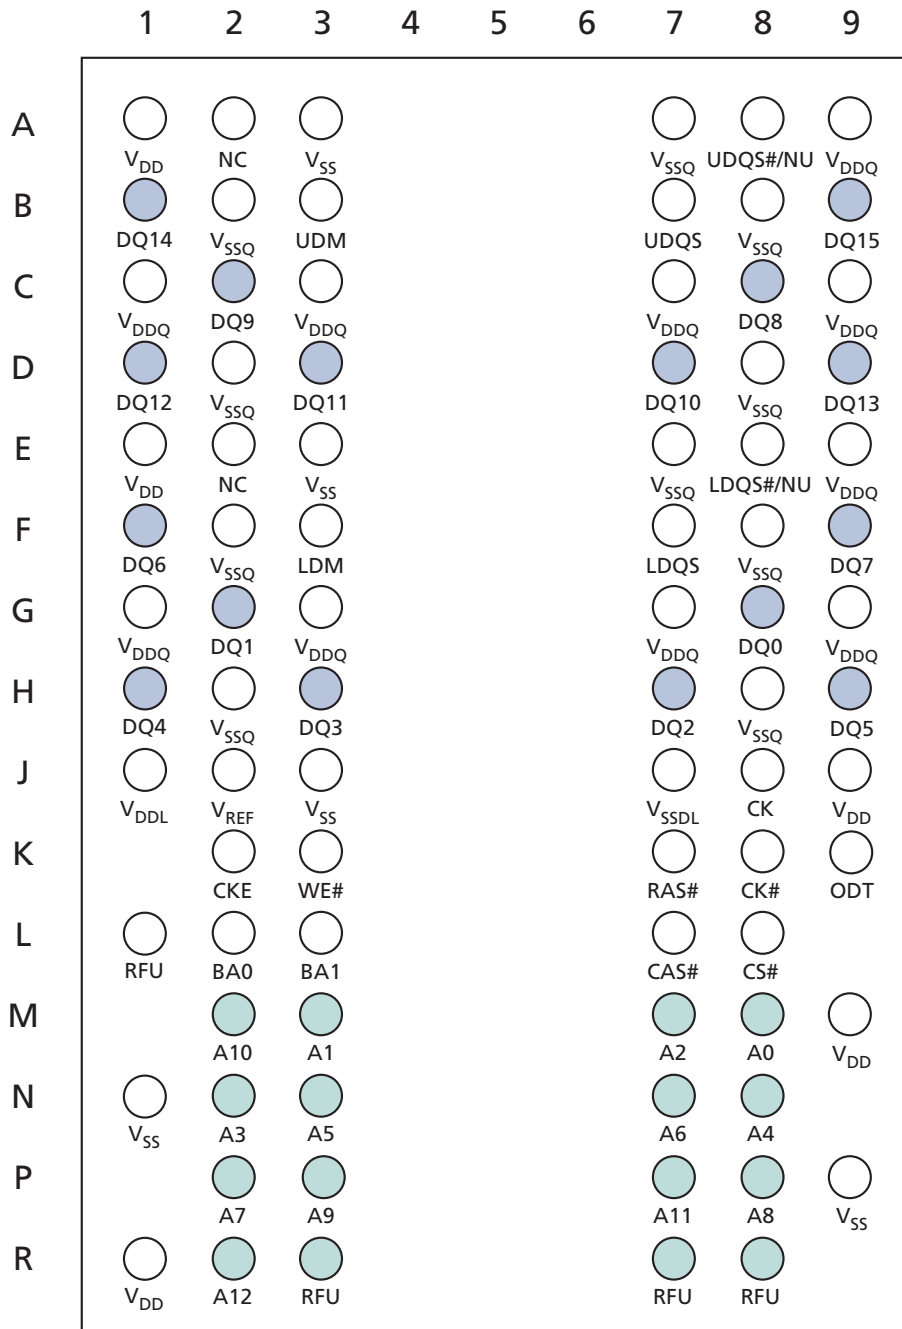 1 2 3 4 5 6 7 8 9
A
VDD NC VSS VSSQ UDQS#/NU VDDQ
B
DQ14 VSSQ UDM UDQS VSSQ DQ15
C
VDDQ DQ9 VDDQ VDDQ DQ8 VDDQ
D
DQ12 VSSQ DQ11 DQ10 VSSQ DQ13
E
VDD NC VSS VSSQ LDQS#/NU VDDQ
F
DQ6 VSSQ LDM LDQS VSSQ DQ7
G
VDDQ DQ1 VDDQ VDDQ DQ0 VDDQ
H
DQ4 VSSQ DQ3 DQ2 VSSQ DQ5
J
VDDL VREF VSS VSSDL CK VDD
K
CKE WE# RAS# CK# ODT
L
RFU BA0 BA1 CAS# CS#
M
A10 A1 A2 A0 VDD
N
VSS A3 A5 A6 A4
P
A7 A9 A11 A8 VSS
R
VDD A12 RFU RFU RFU